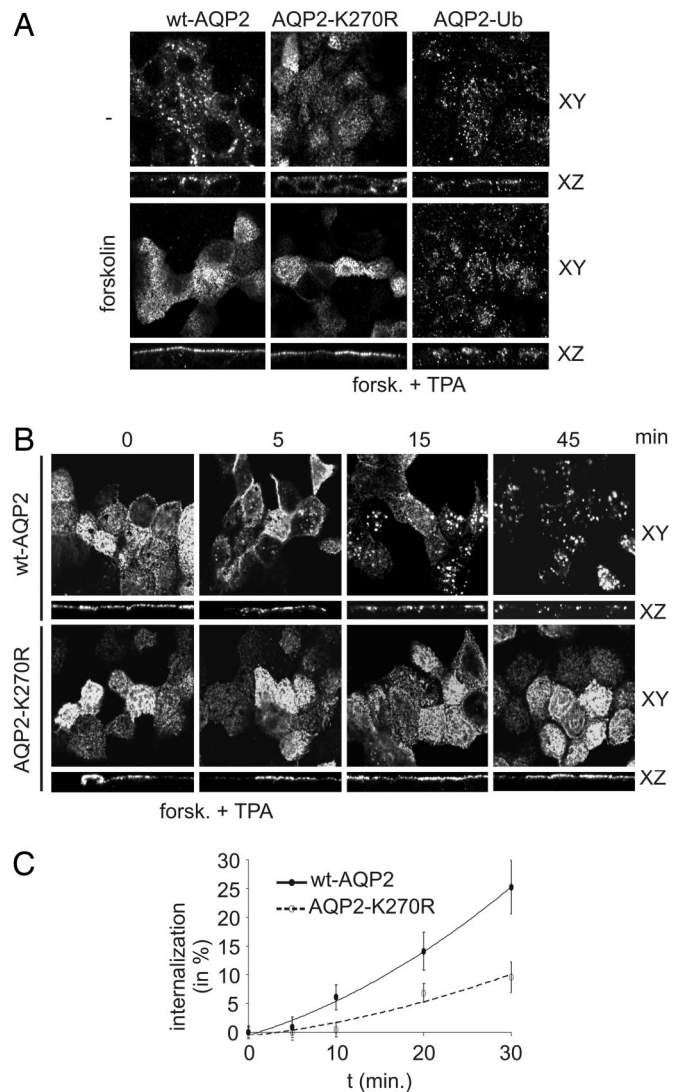 A
wt-AQP2 AQP2-K270R AQP2-Ub
-
XY
XZ
forskolin
XY
XZ
forsk. + TPA
B
0 5 15 45 min
wt-AQP2
XY
XZ
AQP2-K270R
XY
XZ
forsk. + TPA
C
internalization
(in %)
30
25
20
15
10
5
0
wt-AQP2
AQP2-K270R
0 10 20 30
t (min.)